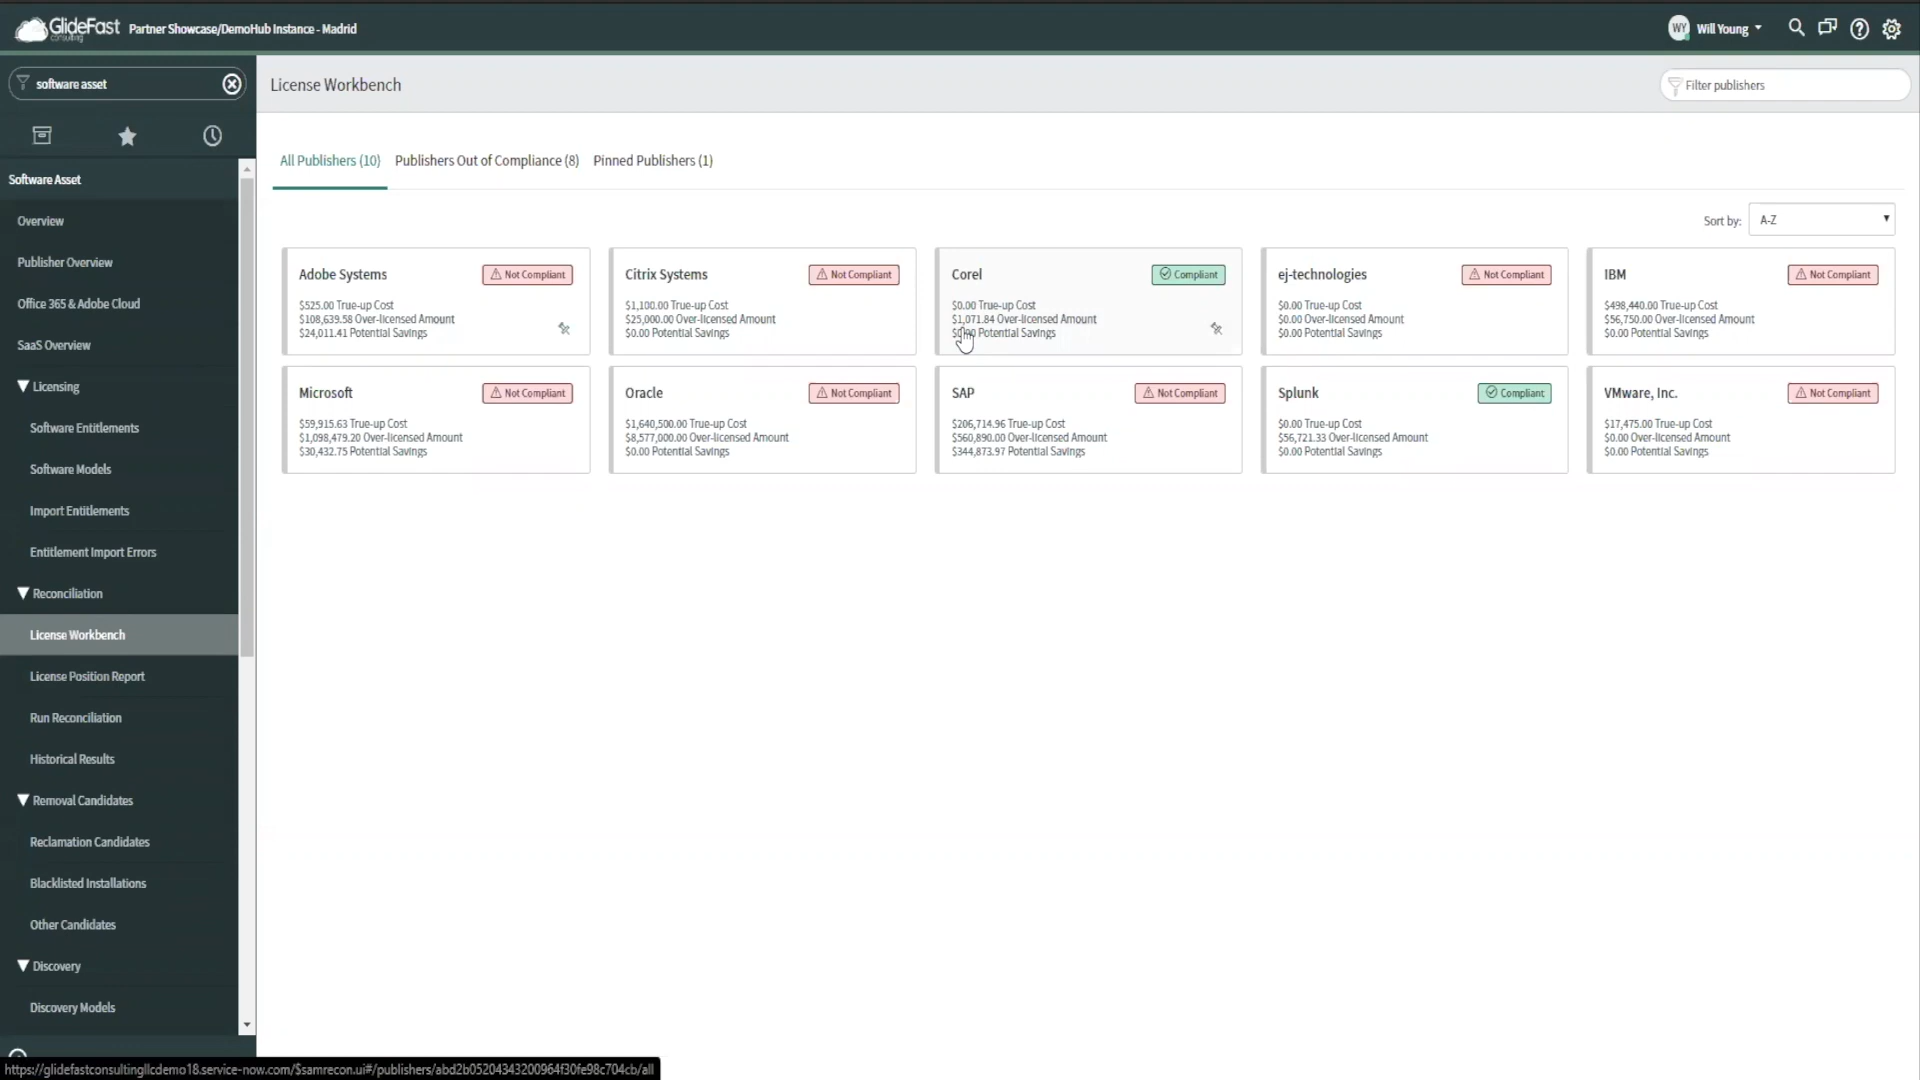 GlideFast
consulting
Partner Showcase/DemoHub Instance - Madrid
WY
Will Young
software asset
License Workbench
Filter publishers
All Publishers (10)
Publishers Out of Compliance (8)
Pinned Publishers (1)
Sort by:
A-Z
Software Asset
Overview
Publisher Overview
Office 365 & Adobe Cloud
SaaS Overview
Licensing
Software Entitlements
Software Models
Import Entitlements
Entitlement Import Errors
Reconciliation
License Workbench
License Position Report
Run Reconciliation
Historical Results
Removal Candidates
Reclamation Candidates
Blacklisted Installations
Other Candidates
Discovery
Discovery Models
Adobe Systems
Not Compliant
$525.00 True-up Cost
$108,639.58 Over-licensed Amount
$24,011.41 Potential Savings
Citrix Systems
Not Compliant
$1,100.00 True-up Cost
$25,000.00 Over-licensed Amount
$0.00 Potential Savings
Corel
Compliant
$0.00 True-up Cost
$1,071.84 Over-licensed Amount
$0.00 Potential Savings
ej-technologies
Not Compliant
$0.00 True-up Cost
$0.00 Over-licensed Amount
$0.00 Potential Savings
IBM
Not Compliant
$498,440.00 True-up Cost
$56,750.00 Over-licensed Amount
$0.00 Potential Savings
Microsoft
Not Compliant
$59,915.63 True-up Cost
$1,098,479.20 Over-licensed Amount
$30,432.75 Potential Savings
Oracle
Not Compliant
$1,640,500.00 True-up Cost
$8,577,000.00 Over-licensed Amount
$0.00 Potential Savings
SAP
Not Compliant
$206,714.96 True-up Cost
$560,890.00 Over-licensed Amount
$344,873.97 Potential Savings
Splunk
Compliant
$0.00 True-up Cost
$56,721.33 Over-licensed Amount
$0.00 Potential Savings
VMware, Inc.
Not Compliant
$17,475.00 True-up Cost
$0.00 Over-licensed Amount
$0.00 Potential Savings
https://glidefastconsultingllcdemo18.service-now.com/$samrecon.ui#/publishers/abd2b05204343200964f30fe98c704cb/all